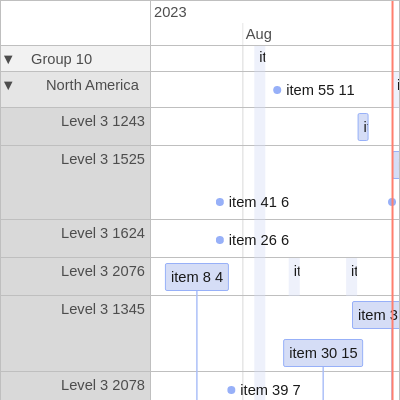 2023
Aug
▼ Group 10 it
▼ North America item 55 11 i
Level 3 1243 i
Level 3 1525
item 41 6
Level 3 1624 item 26 6
Level 3 2076 item 8 4 it it
Level 3 1345 item 3
item 30 15
Level 3 2078 item 39 7